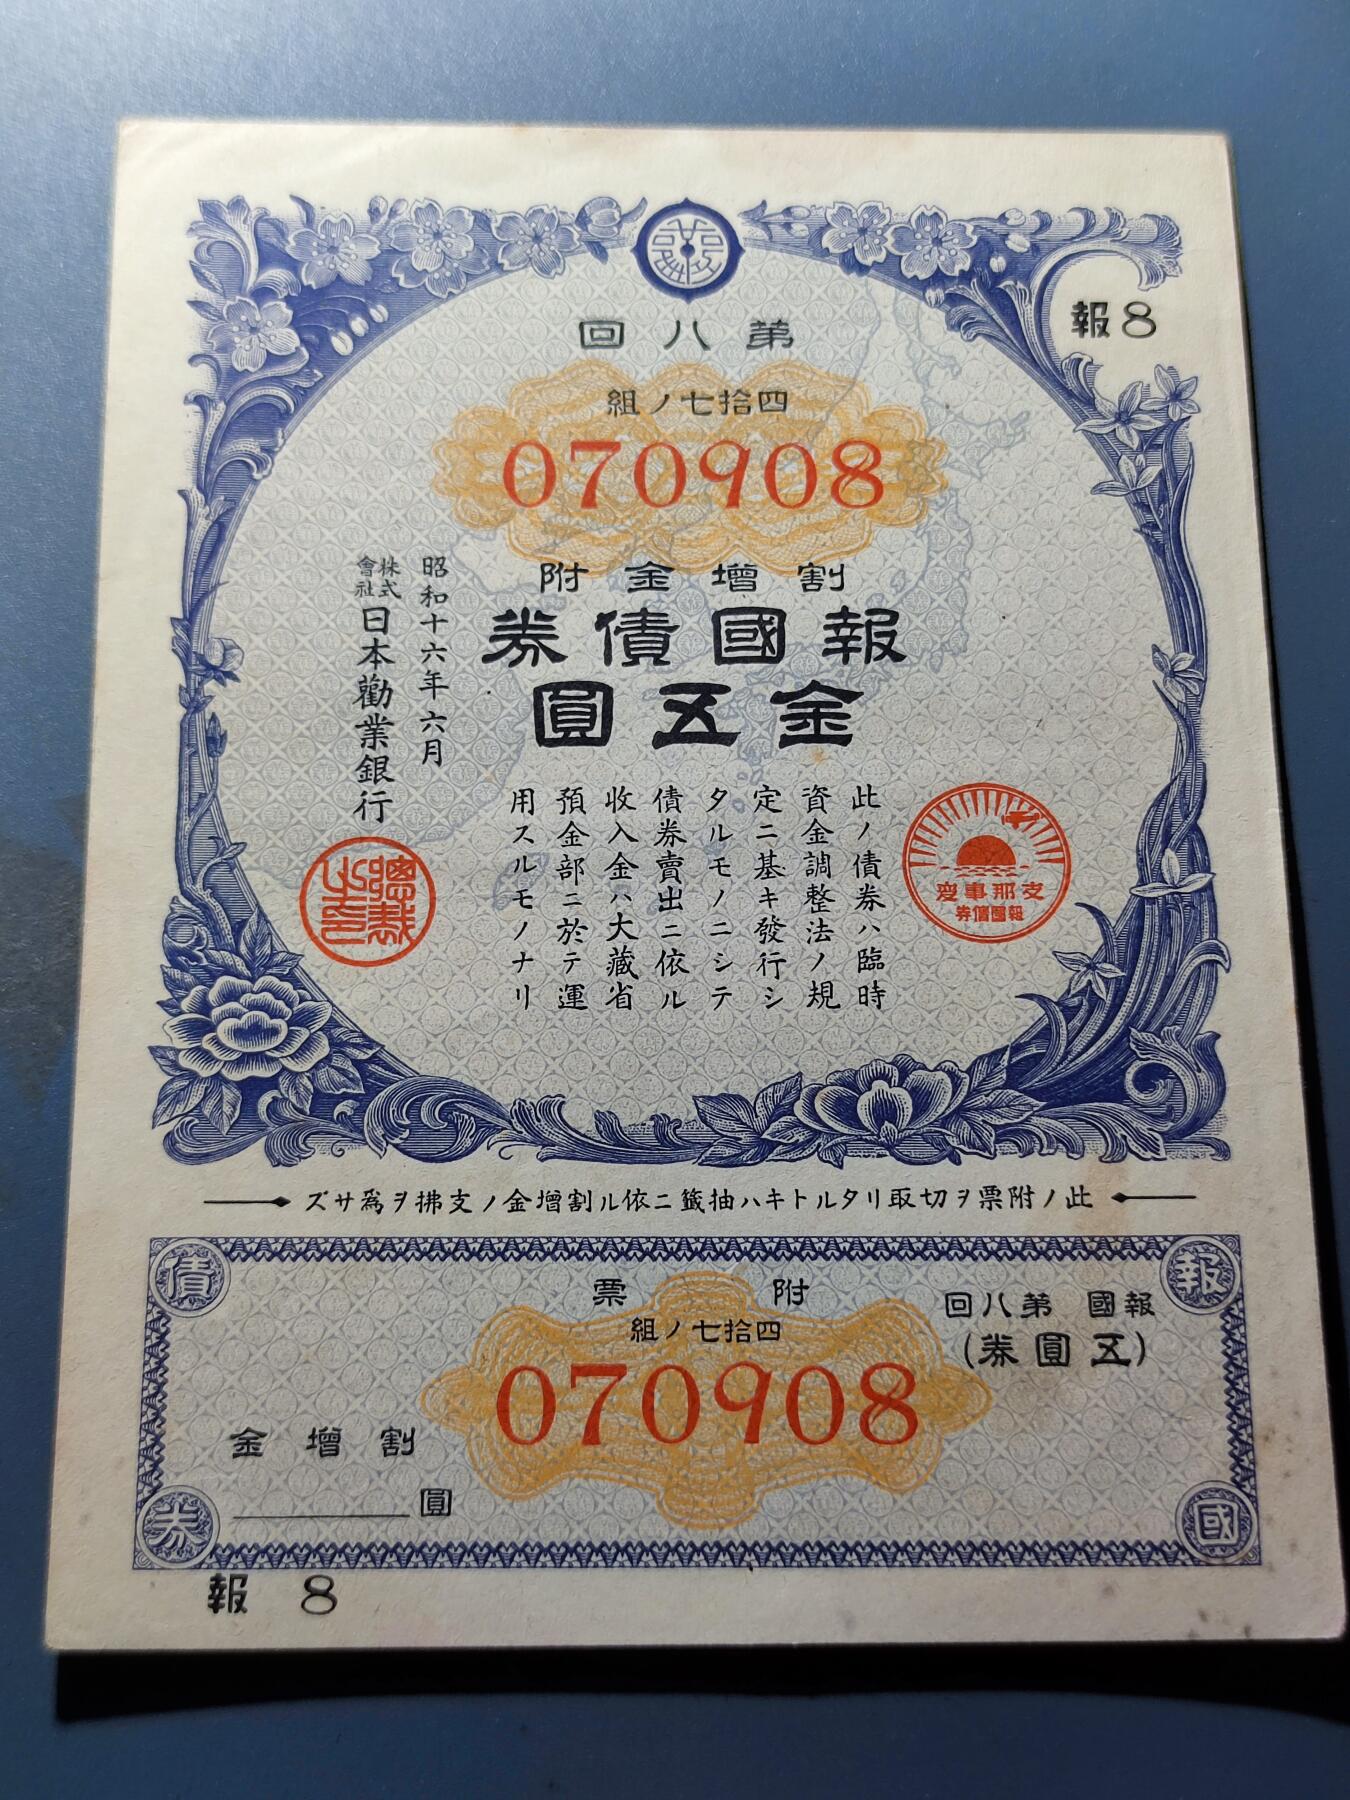 報8
第八回
四拾七ノ組
070908
割增金附
報國債券
金五圓
此ノ債券ハ臨時
資金調整法ノ規
定ニ基キ發行シ
タルモノニシテ
債券賣出ニ依ル
收入金ハ大藏省
預金部ニ於テ運
用スルモノナリ
昭和十六年六月
株式會社日本勸業銀行
總裁之印
支那事變
報國債券
此ノ附票ヲ切取リタルトキハ抽籤ニ依ル割增金ノ支拂ヲ爲サズ
報國債券
報國 第八回
(五圓券)
附票
四拾七ノ組
070908
割增金
圓
報 8